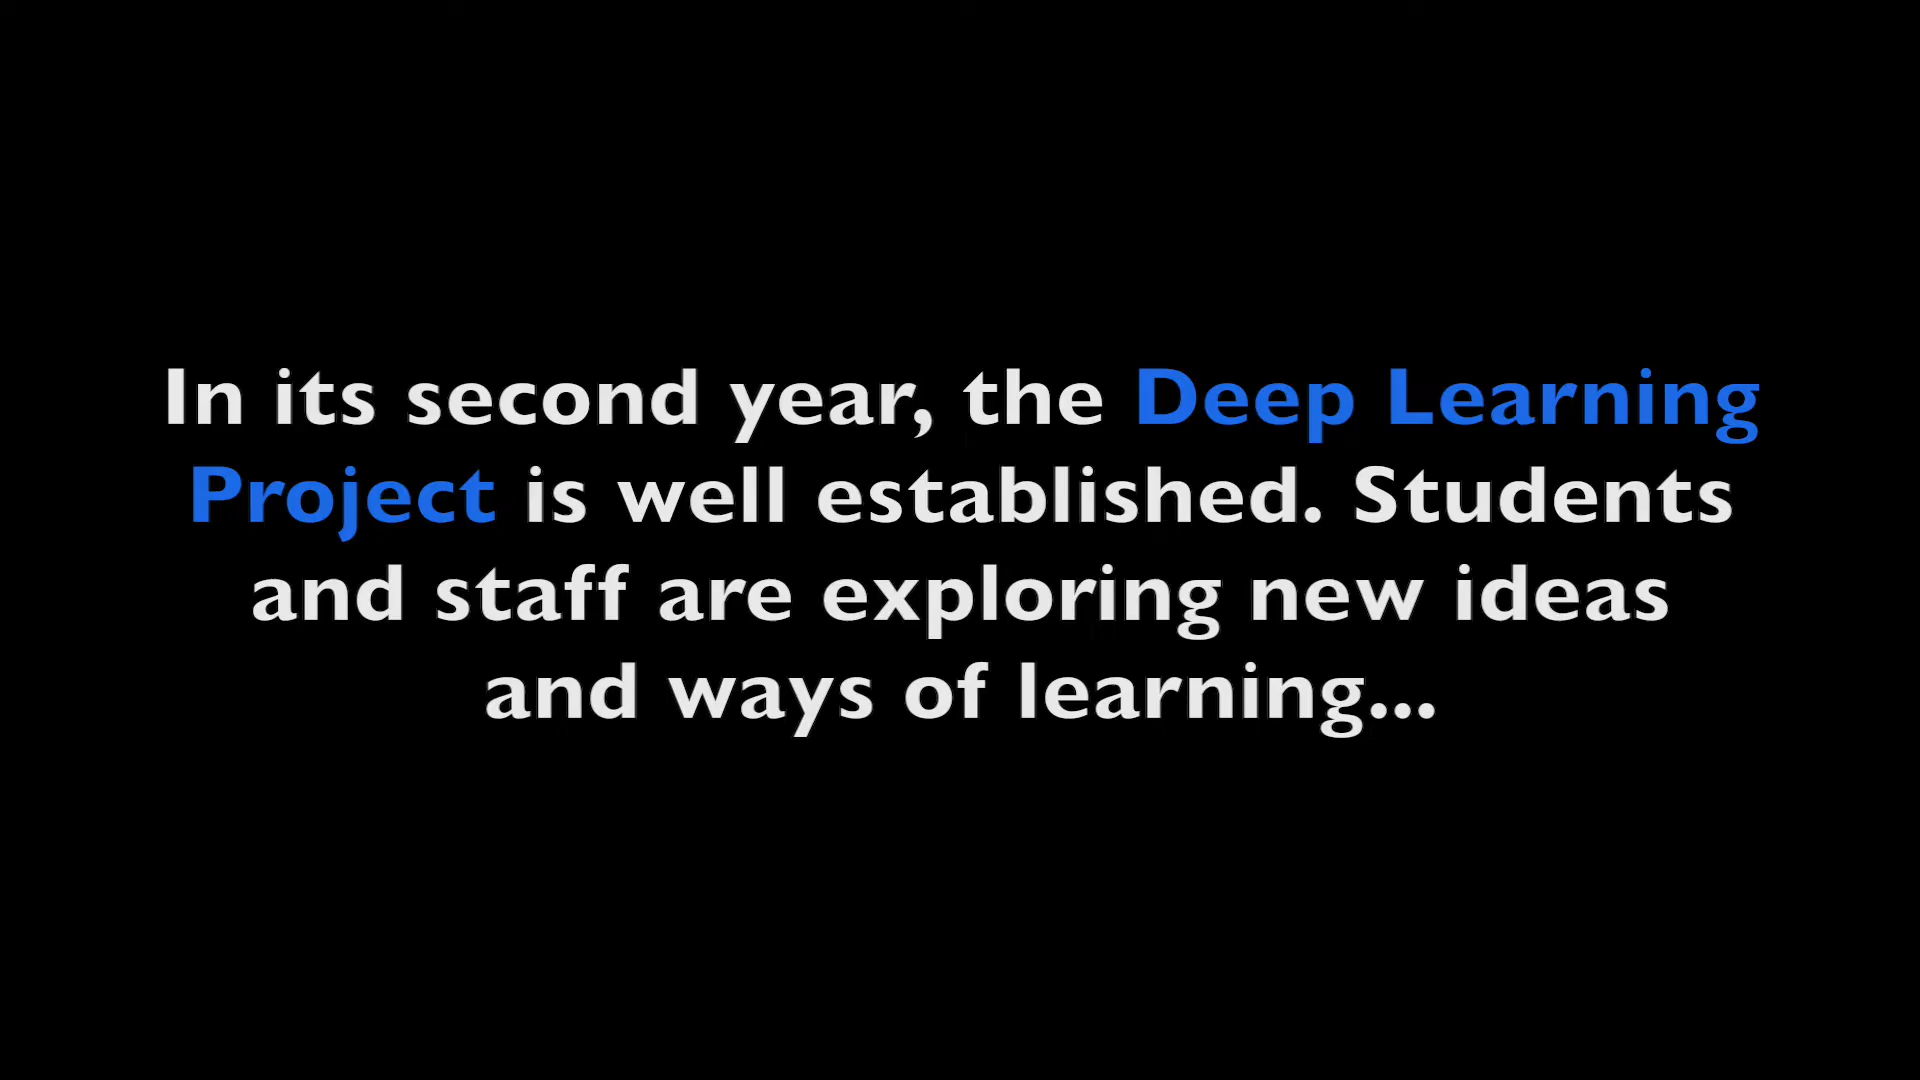 In its second year, the Deep Learning
Project is well established. Students
and staff are exploring new ideas
and ways of learning...